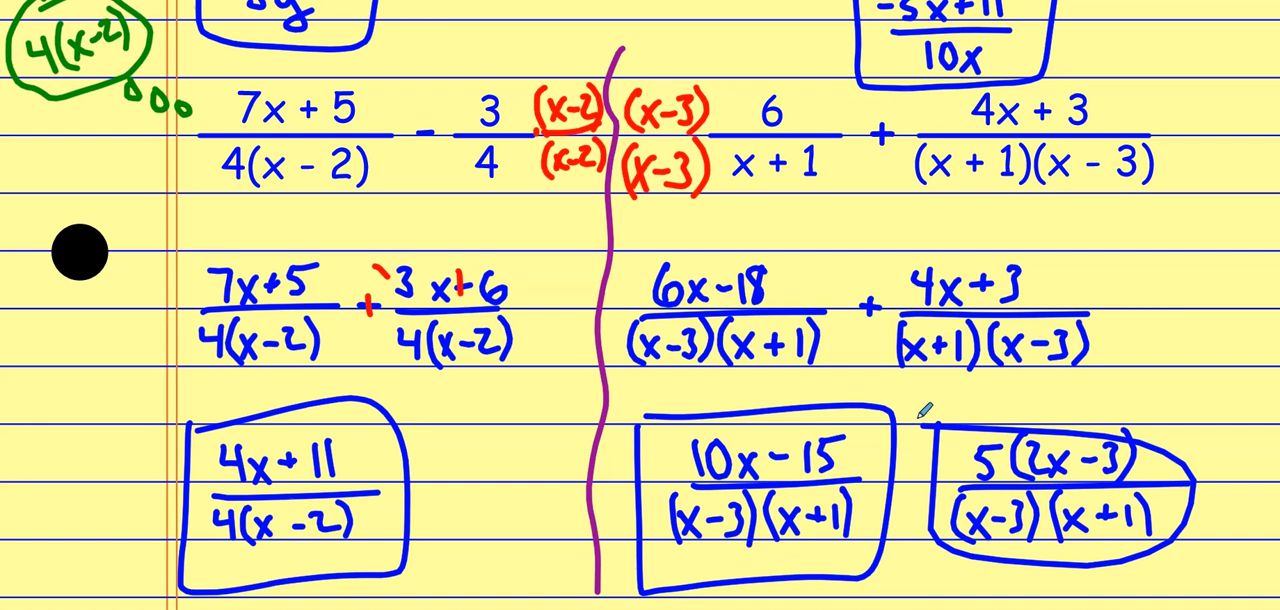 4(x-2)
-5x+11
10x
7x + 5 / 4(x - 2) - 3 / 4 (x-2) / (x-2)
(x-3) / (x-3) 6 / x + 1 + 4x + 3 / (x + 1)(x - 3)
7x+5 / 4(x-2) + -3x+6 / 4(x-2)
6x-18 / (x-3)(x+1) + 4x+3 / (x+1)(x-3)
4x+11 / 4(x-2)
10x-15 / (x-3)(x+1)
5(2x-3) / (x-3)(x+1)